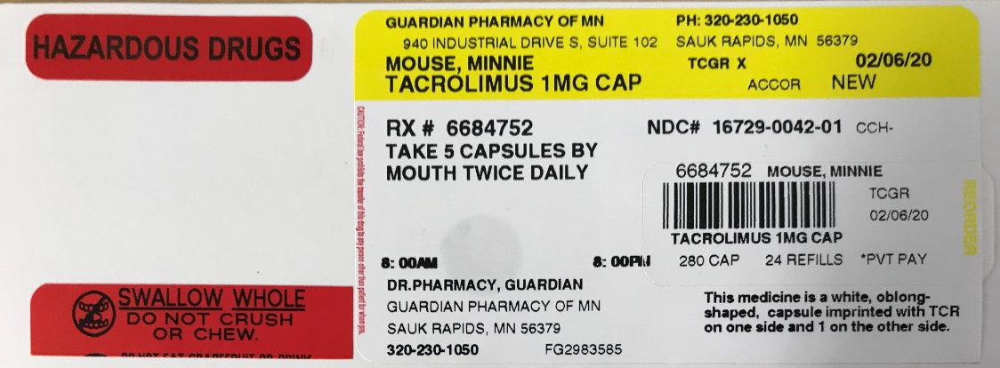 HAZARDOUS DRUGS
GUARDIAN PHARMACY OF MN PH: 320-230-1050
940 INDUSTRIAL DRIVE S, SUITE 102 SAUK RAPIDS, MN 56379
MOUSE, MINNIE TCGR X 02/06/20
TACROLIMUS 1MG CAP ACCOR NEW
CAUTION: Federal law prohibits the transfer of this drug to any person other than patient for whom pres.
RX # 6684752 NDC# 16729-0042-01 CCH-
TAKE 5 CAPSULES BY
MOUTH TWICE DAILY
6684752 MOUSE, MINNIE
TCGR
02/06/20
REORDER
TACROLIMUS 1MG CAP
280 CAP 24 REFILLS *PVT PAY
8:00AM 8:00PM
DR.PHARMACY, GUARDIAN
GUARDIAN PHARMACY OF MN
SAUK RAPIDS, MN 56379
320-230-1050 FG2983585
This medicine is a white, oblong-
shaped, capsule imprinted with TCR
on one side and 1 on the other side.
SWALLOW WHOLE
DO NOT CRUSH
OR CHEW.
DO NOT EAT GRAPEFRUIT OR DRINK